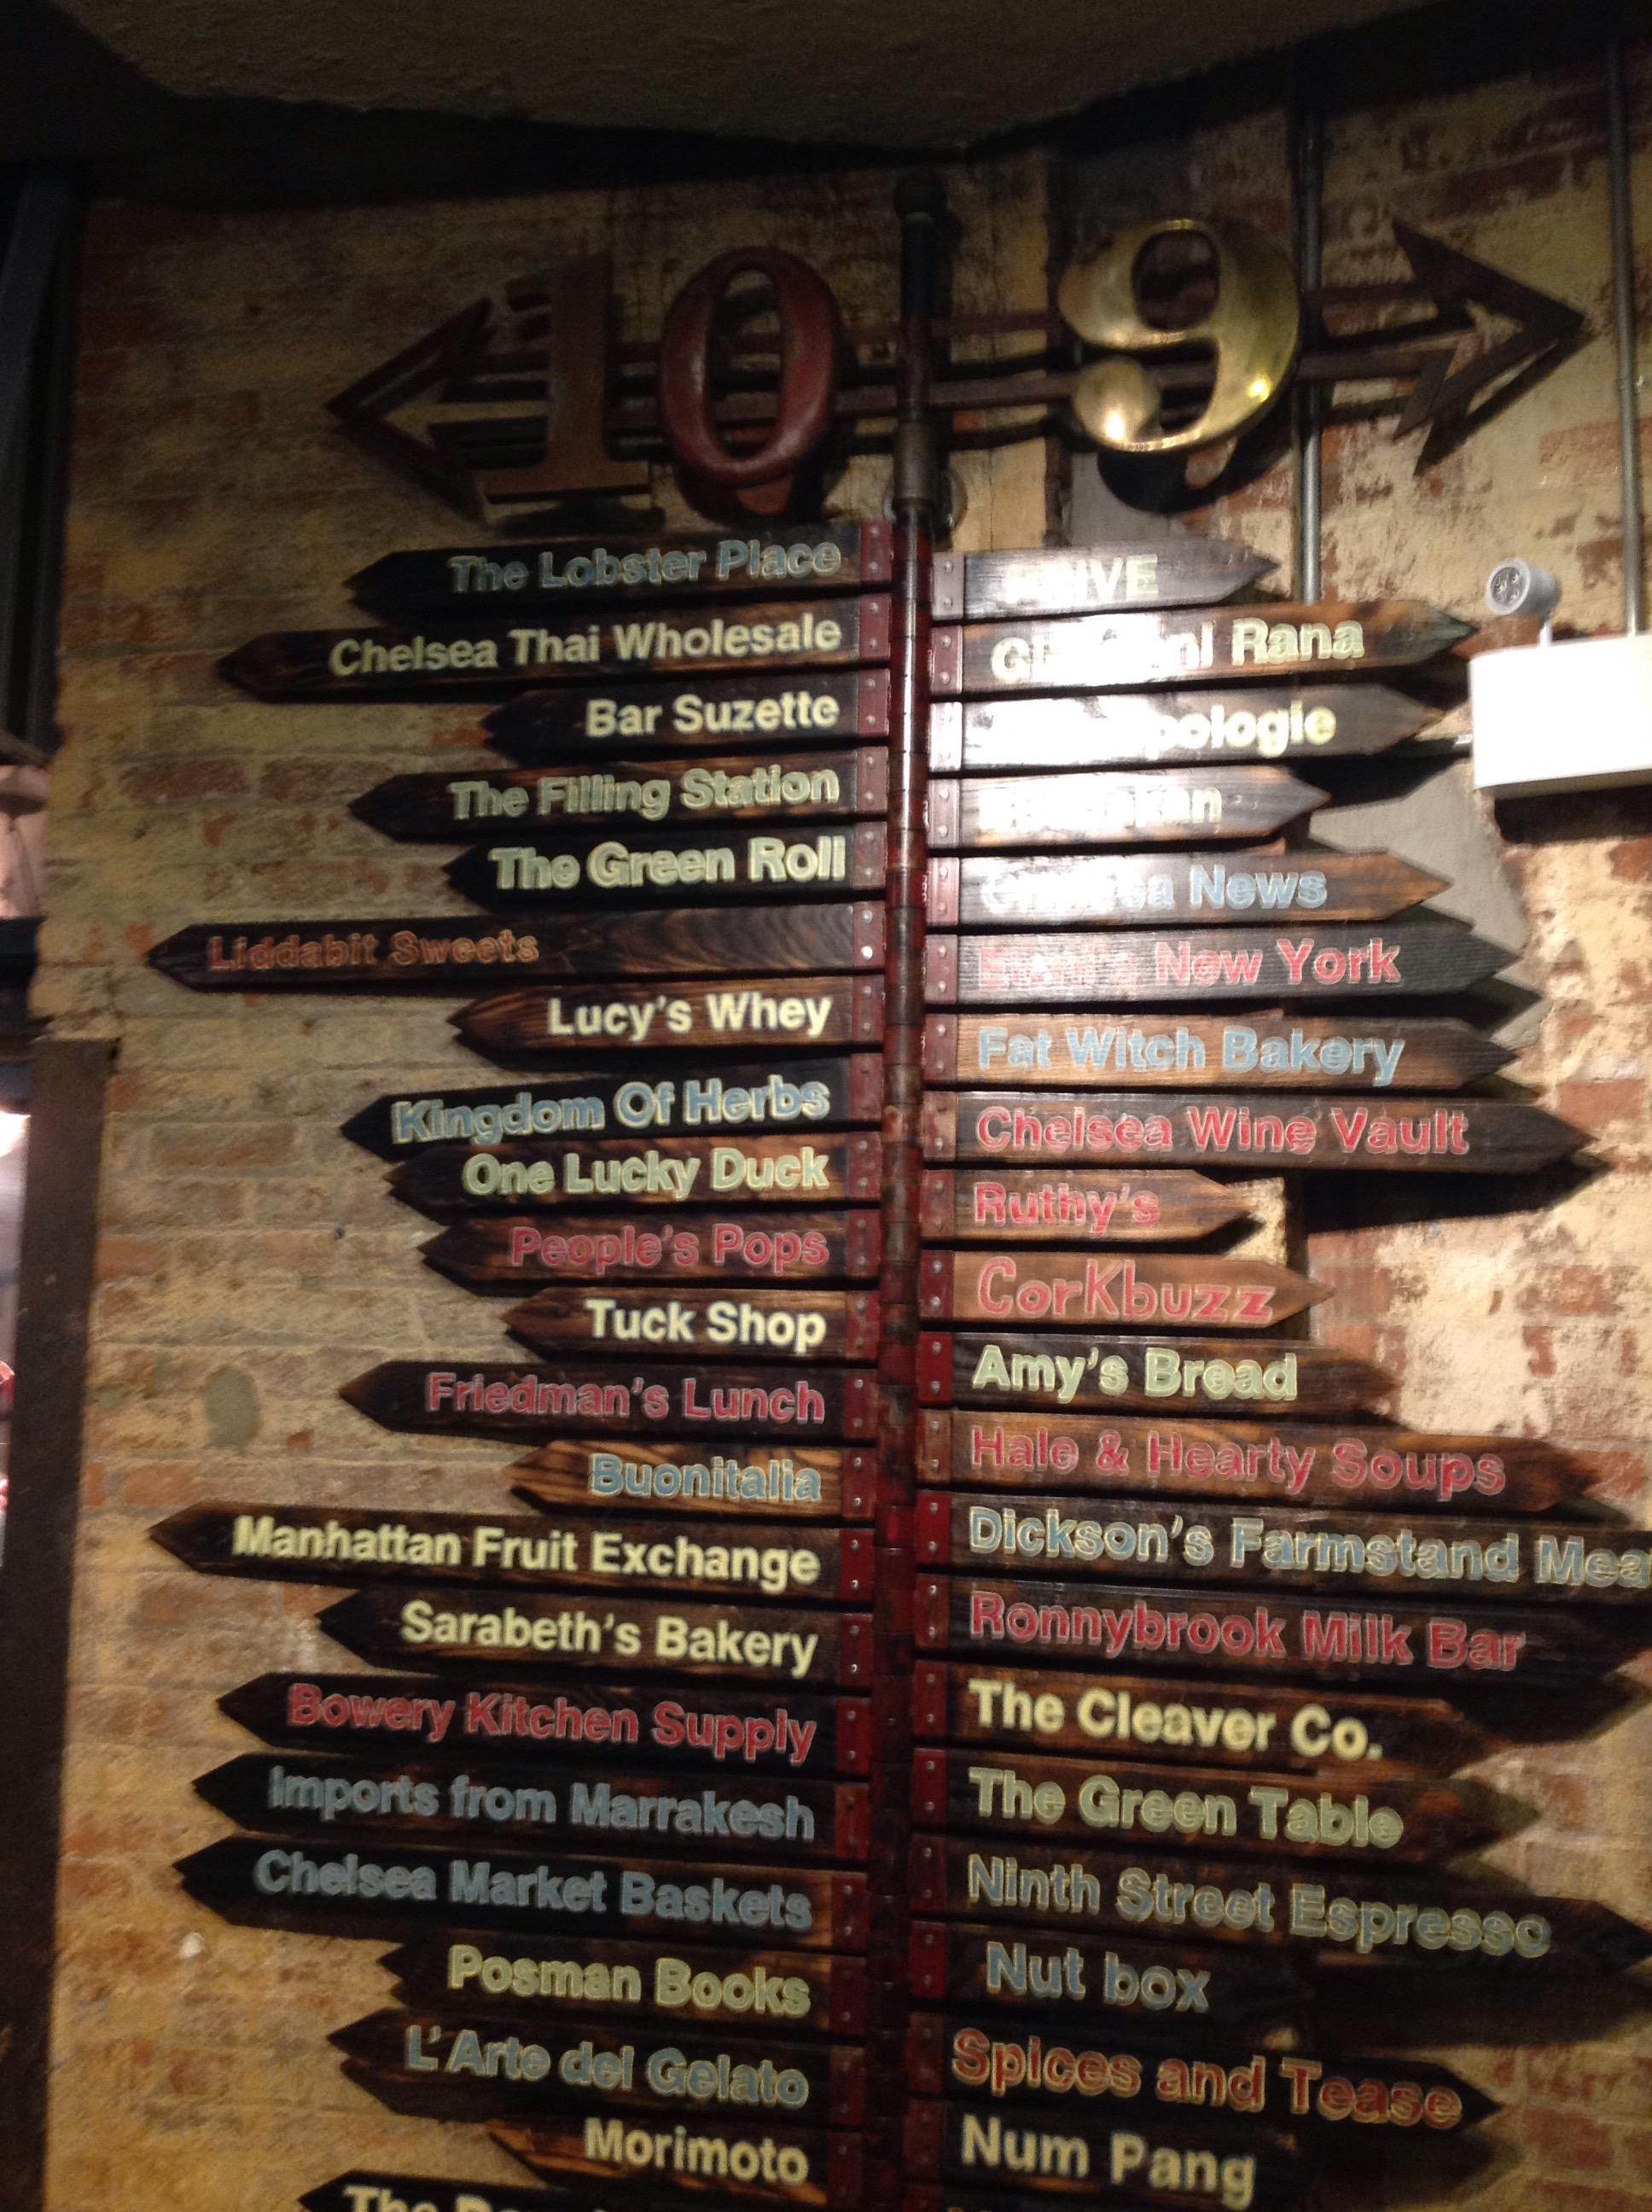 10 9
The Lobster Place
Chelsea Thai Wholesale
Bar Suzette
The Filling Station
The Green Roll
Liddabit Sweets
Lucy's Whey
Kingdom Of Herbs
One Lucky Duck
People's Pops
Tuck Shop
Friedman's Lunch
Buonitalia
Manhattan Fruit Exchange
Sarabeth's Bakery
Bowery Kitchen Supply
Imports from Marrakesh
Chelsea Market Baskets
Posman Books
L'Arte del Gelato
Morimoto
The
Rana
News
New York
Fat Witch Bakery
Chelsea Wine Vault
Ruthy's
CorKbuzz
Amy's Bread
Hale & Hearty Soups
Dickson's Farmstand Mea
Ronnybrook Milk Bar
The Cleaver Co.
The Green Table
Ninth Street Espresso
Nut box
Spices and Tease
Num Pang